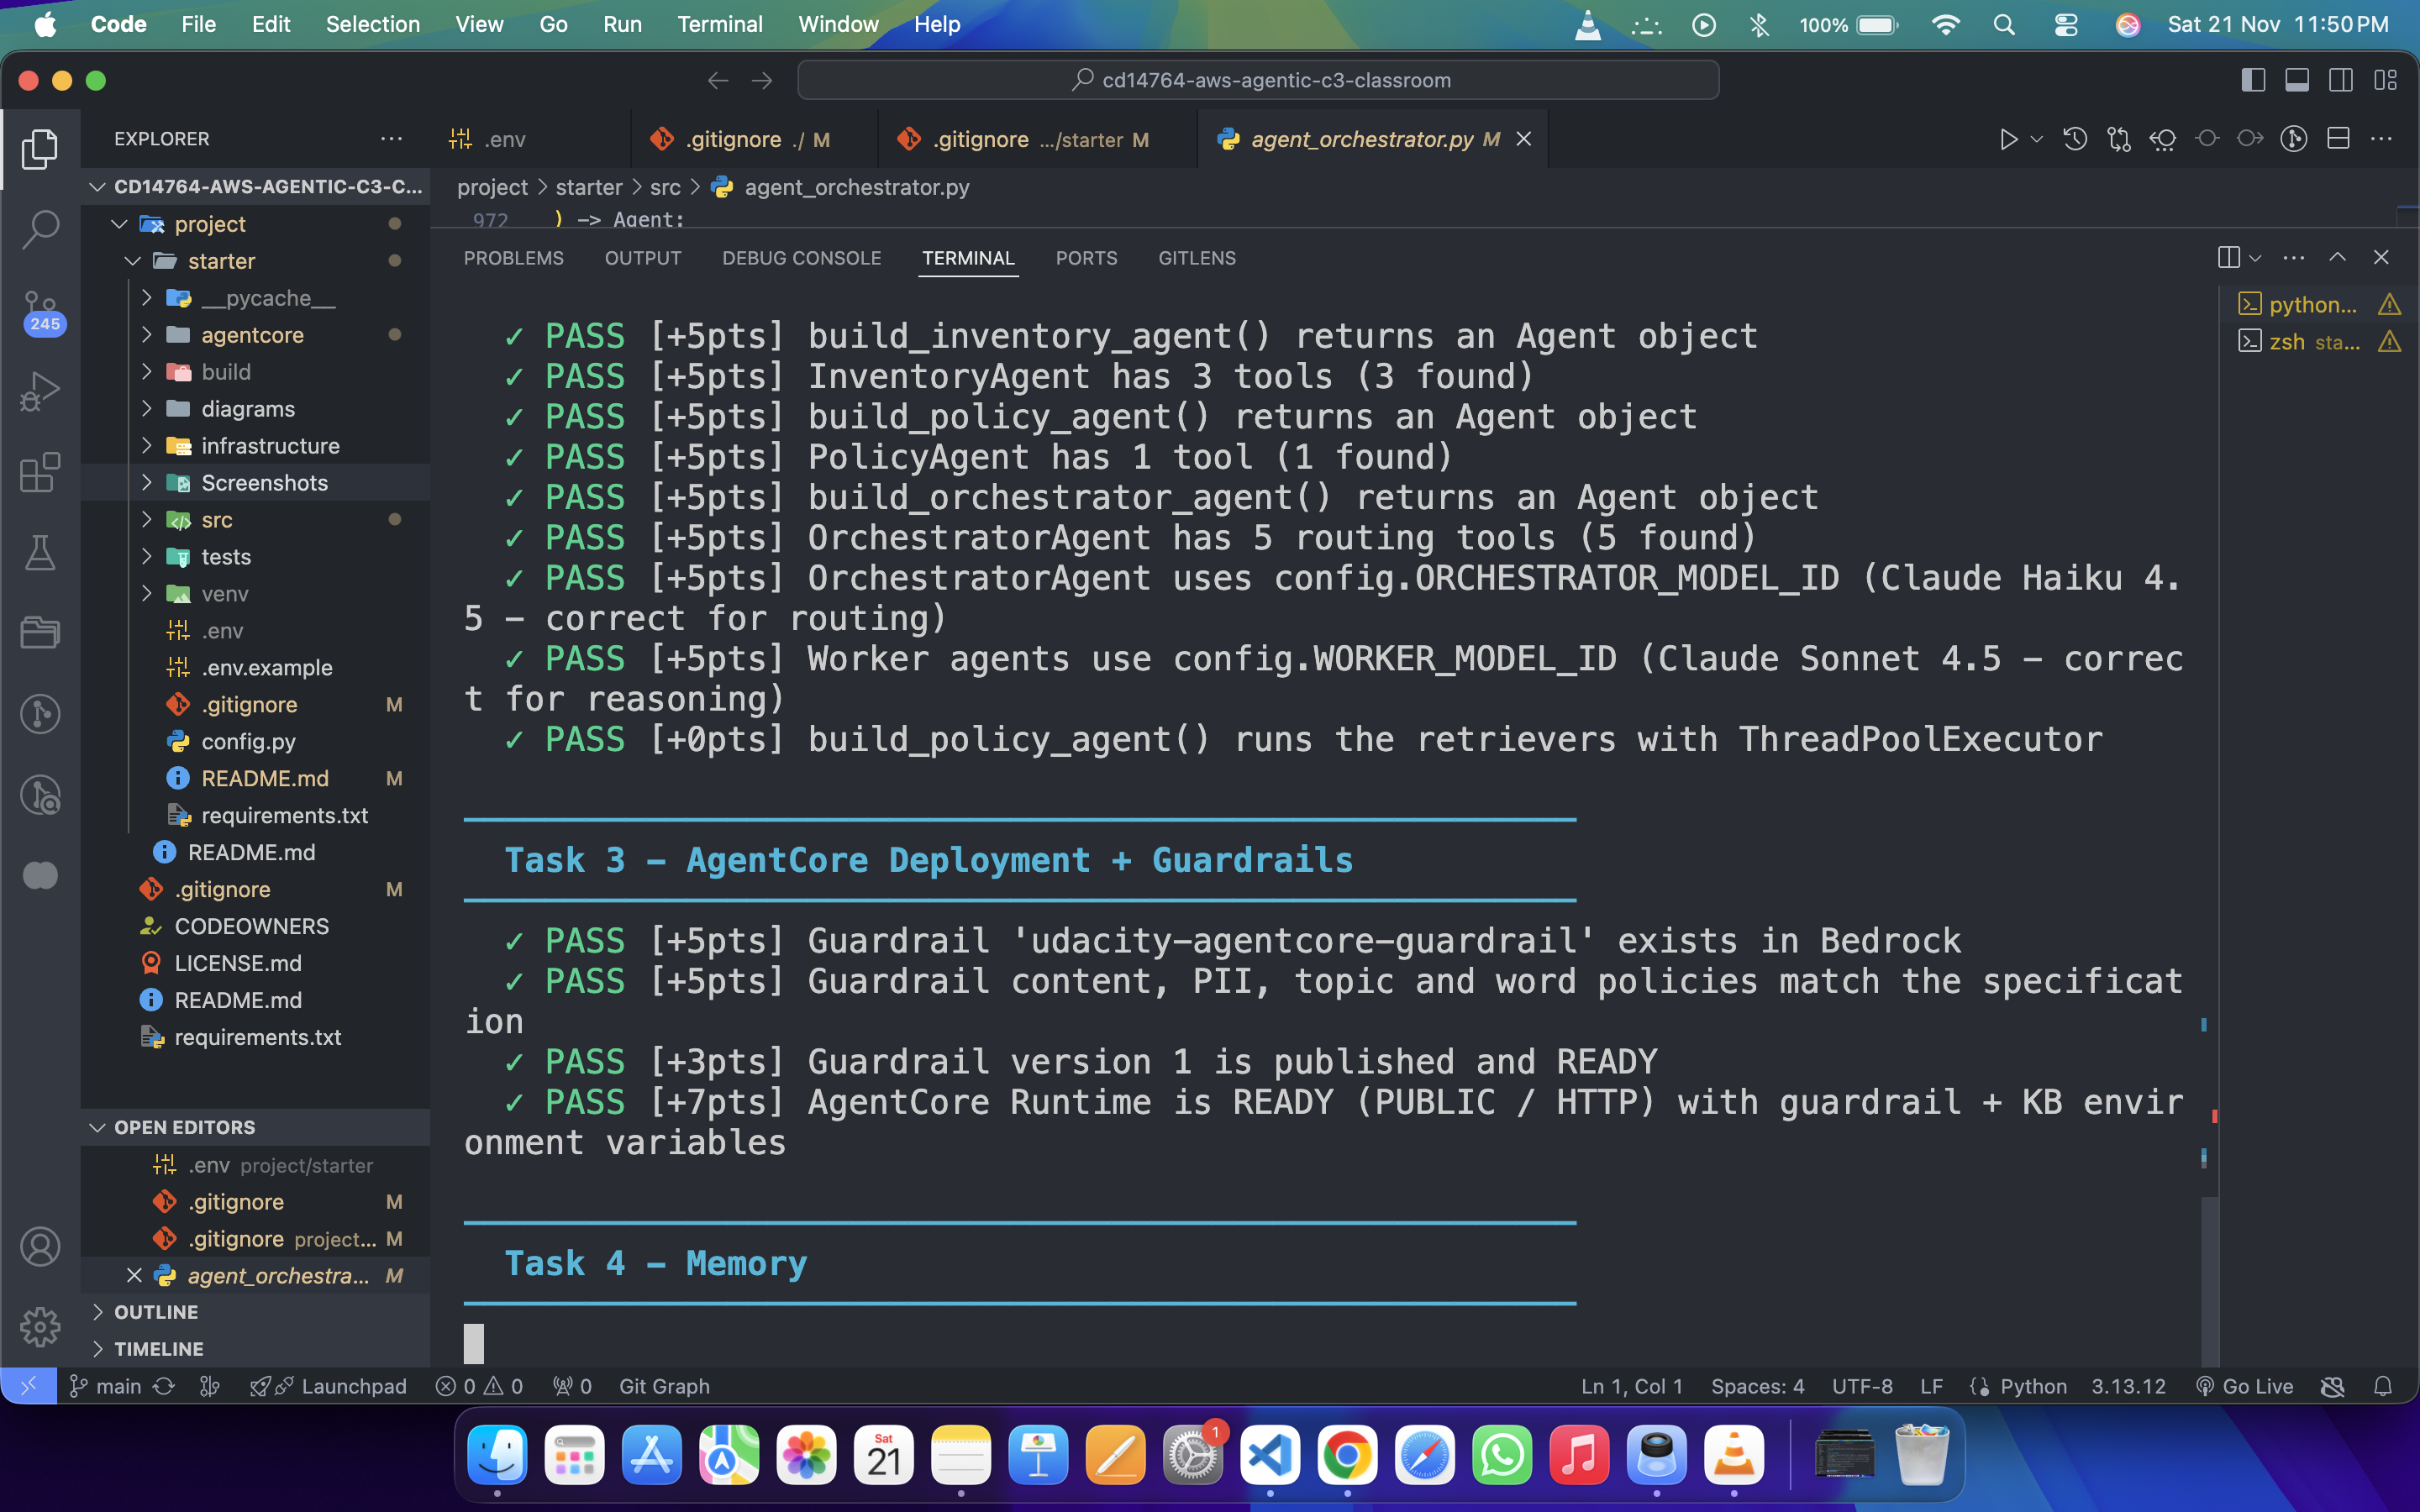 Code File Edit Selection View Go Run Terminal Window Help 100% Sat 21 Nov 11:50 PM
cd14764-aws-agentic-c3-classroom
EXPLORER
.env
.gitignore ./ M
.gitignore .../starter M
agent_orchestrator.py M
CD14764-AWS-AGENTIC-C3-C...
project > starter > src > agent_orchestrator.py
972 ) -> Agent:
project
starter
__pycache__
agentcore
build
diagrams
infrastructure
Screenshots
src
tests
venv
.env
.env.example
.gitignore M
config.py
README.md M
requirements.txt
README.md
.gitignore M
CODEOWNERS
LICENSE.md
README.md
requirements.txt
245
OPEN EDITORS
.env project/starter
.gitignore M
.gitignore project... M
agent_orchestra... M
OUTLINE
TIMELINE
PROBLEMS OUTPUT DEBUG CONSOLE TERMINAL PORTS GITLENS
python...
zsh sta...
✓ PASS [+5pts] build_inventory_agent() returns an Agent object
✓ PASS [+5pts] InventoryAgent has 3 tools (3 found)
✓ PASS [+5pts] build_policy_agent() returns an Agent object
✓ PASS [+5pts] PolicyAgent has 1 tool (1 found)
✓ PASS [+5pts] build_orchestrator_agent() returns an Agent object
✓ PASS [+5pts] OrchestratorAgent has 5 routing tools (5 found)
✓ PASS [+5pts] OrchestratorAgent uses config.ORCHESTRATOR_MODEL_ID (Claude Haiku 4.
5 – correct for routing)
✓ PASS [+5pts] Worker agents use config.WORKER_MODEL_ID (Claude Sonnet 4.5 – correc
t for reasoning)
✓ PASS [+0pts] build_policy_agent() runs the retrievers with ThreadPoolExecutor
Task 3 – AgentCore Deployment + Guardrails
✓ PASS [+5pts] Guardrail 'udacity-agentcore-guardrail' exists in Bedrock
✓ PASS [+5pts] Guardrail content, PII, topic and word policies match the specificat
ion
✓ PASS [+3pts] Guardrail version 1 is published and READY
✓ PASS [+7pts] AgentCore Runtime is READY (PUBLIC / HTTP) with guardrail + KB envir
onment variables
Task 4 – Memory
main Launchpad 0 0 0 Git Graph Ln 1, Col 1 Spaces: 4 UTF-8 LF Python 3.13.12 Go Live
Sat
21
1